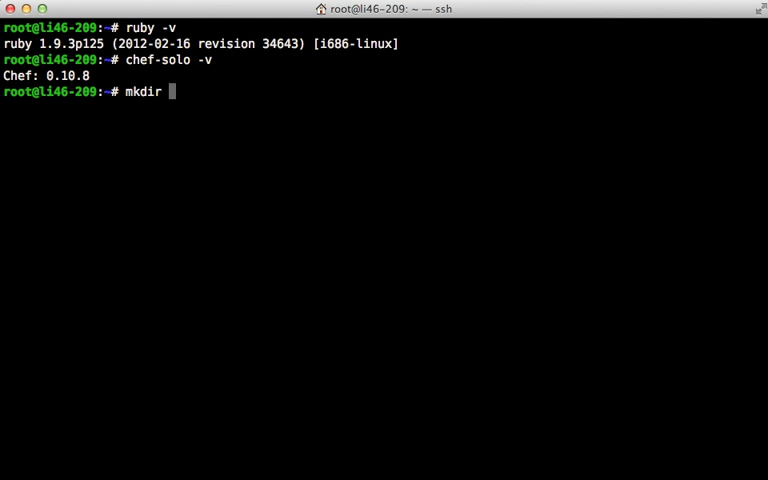 root@li46-209: ~ — ssh
root@li46-209:~# ruby -v
ruby 1.9.3p125 (2012-02-16 revision 34643) [i686-linux]
root@li46-209:~# chef-solo -v
Chef: 0.10.8
root@li46-209:~# mkdir